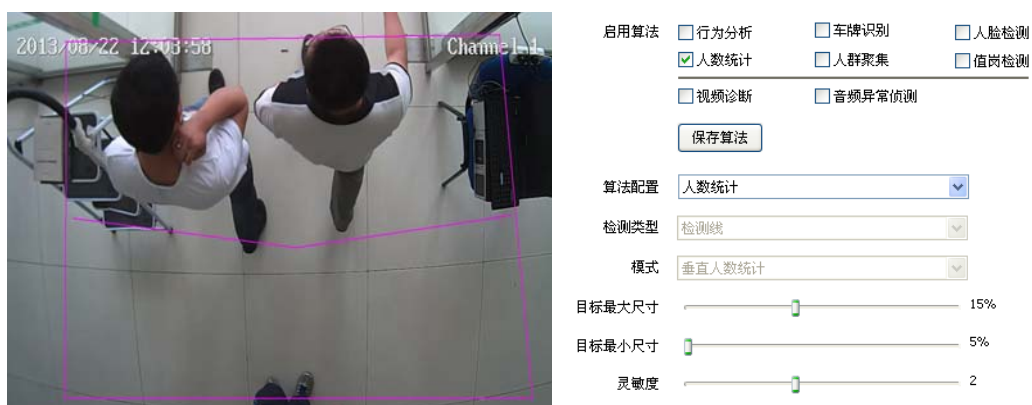 2013/08/22 12:03:58
Channel 1
启用算法 行为分析 车牌识别 人脸检测
人数统计 人群聚集 值岗检测
视频诊断 音频异常侦测
保存算法
算法配置 人数统计
检测类型 检测线
模式 垂直人数统计
目标最大尺寸 15%
目标最小尺寸 5%
灵敏度 2